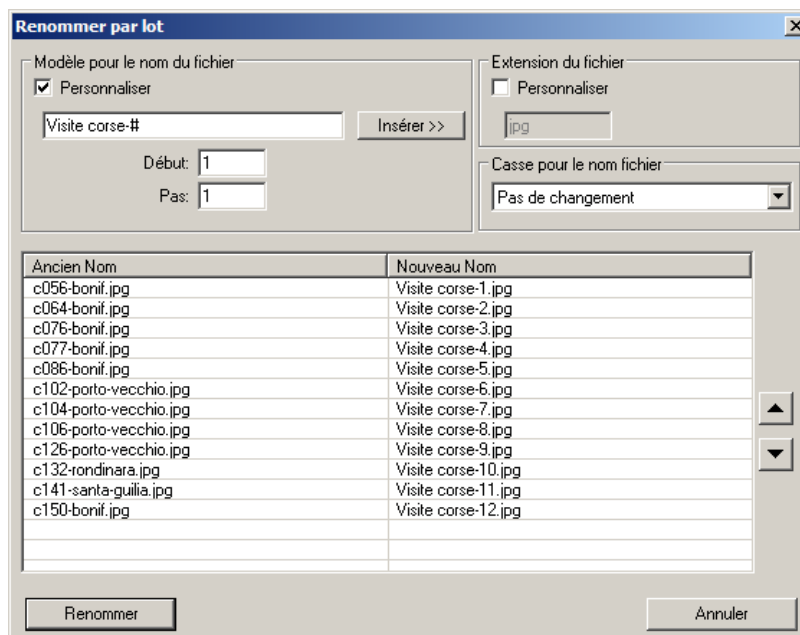 Renommer par lot
Modèle pour le nom du fichier
Personnaliser
Visite corse-#
Insérer >>
Début: 1
Pas: 1
Extension du fichier
Personnaliser
jpg
Casse pour le nom fichier
Pas de changement
Ancien Nom Nouveau Nom
c056-bonif.jpg Visite corse-1.jpg
c064-bonif.jpg Visite corse-2.jpg
c076-bonif.jpg Visite corse-3.jpg
c077-bonif.jpg Visite corse-4.jpg
c086-bonif.jpg Visite corse-5.jpg
c102-porto-vecchio.jpg Visite corse-6.jpg
c104-porto-vecchio.jpg Visite corse-7.jpg
c106-porto-vecchio.jpg Visite corse-8.jpg
c126-porto-vecchio.jpg Visite corse-9.jpg
c132-rondinara.jpg Visite corse-10.jpg
c141-santa-guilia.jpg Visite corse-11.jpg
c150-bonif.jpg Visite corse-12.jpg
Renommer Annuler